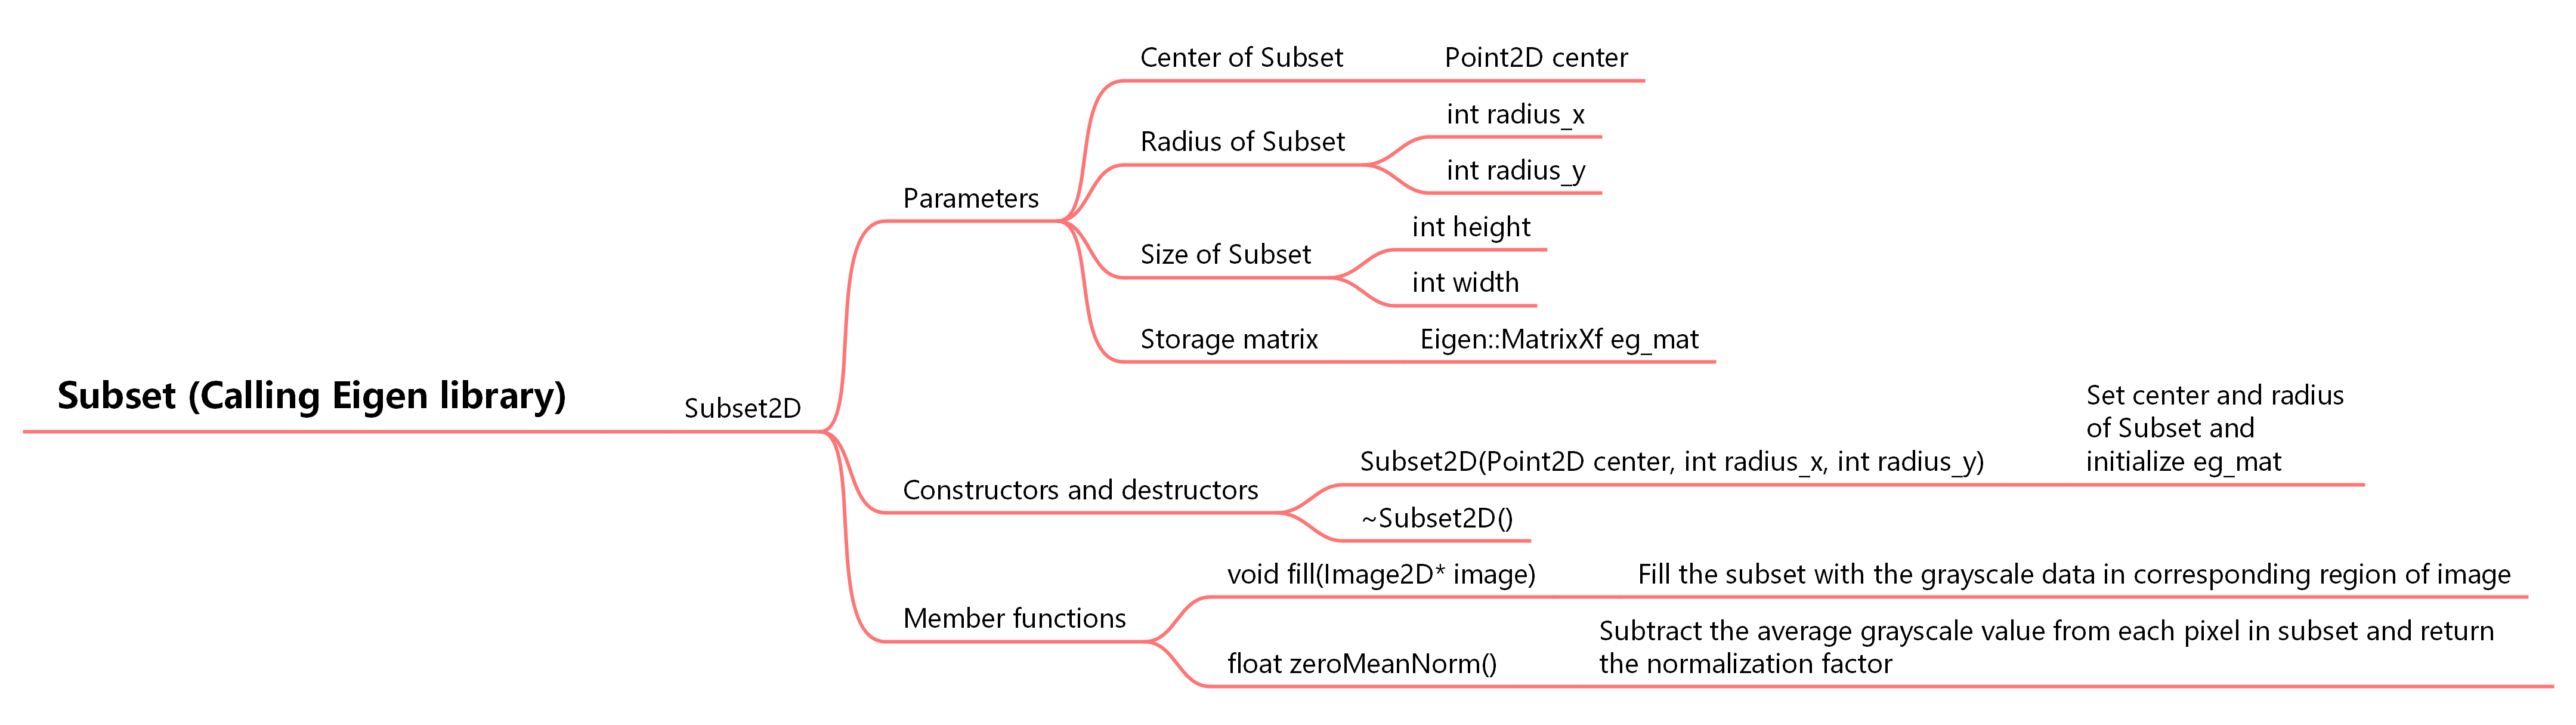 Center of Subset
Point2D center
int radius_x
Radius of Subset
int radius_y
Parameters
int height
Size of Subset
int width
Storage matrix
Eigen::MatrixXf eg_mat
Subset (Calling Eigen library)
Subset2D
Set center and radius
of Subset and
initialize eg_mat
Subset2D(Point2D center, int radius_x, int radius_y)
Constructors and destructors
~Subset2D()
void fill(Image2D* image)
Fill the subset with the grayscale data in corresponding region of image
Member functions
Subtract the average grayscale value from each pixel in subset and return
the normalization factor
float zeroMeanNorm()